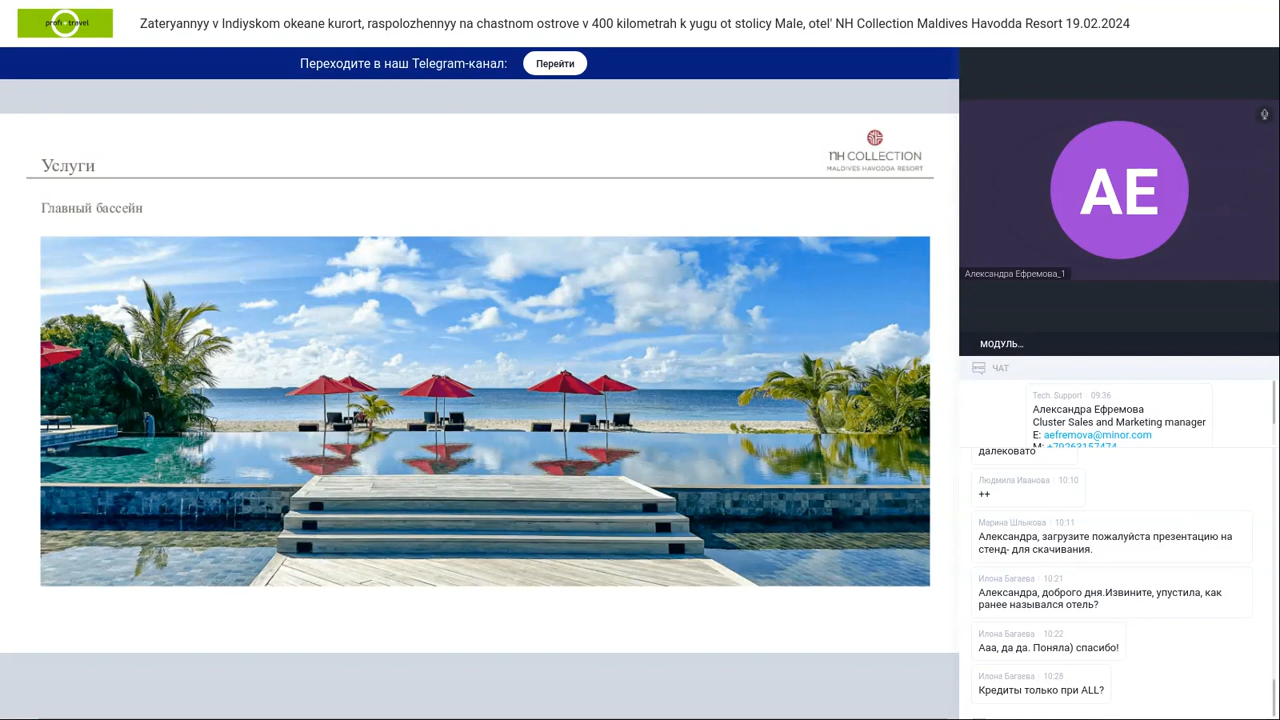 profi travel
Zateryannyy v Indiyskom okeane kurort, raspolozhennyy na chastnom ostrove v 400 kilometrah k yugu ot stolicy Male, otel' NH Collection Maldives Havodda Resort 19.02.2024
Переходите в наш Telegram-канал:
Перейти
Услуги
NH COLLECTION
MALDIVES HAVODDA RESORT
Главный бассейн
AE
Александра Ефремова_1
МОДУЛЬ...
ЧАТ
Tech. Support 09:36
Александра Ефремова
Cluster Sales and Marketing manager
E: aefremova@minor.com
M: +79263157474
далековато
Людмила Иванова 10:10
++
Марина Шлыкова 10:11
Александра, загрузите пожалуйста презентацию на
стенд- для скачивания.
Илона Багаева 10:21
Александра, доброго дня.Извините, упустила, как
ранее назывался отель?
Илона Багаева 10:22
Ааа, да да. Поняла) спасибо!
Илона Багаева 10:28
Кредиты только при ALL?